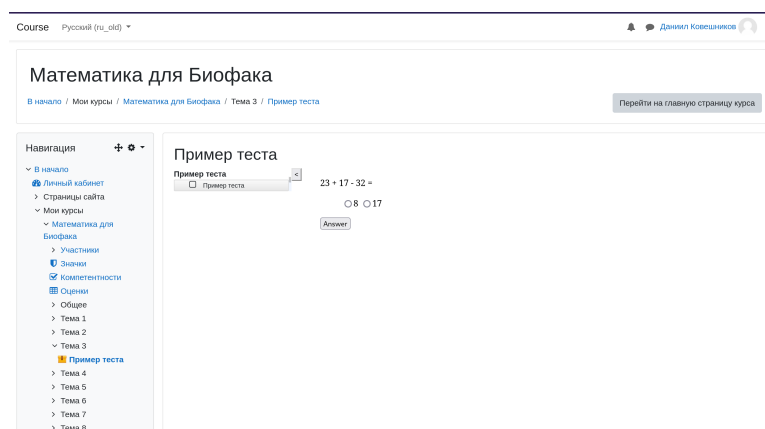 Course Русский (ru_old) Даниил Ковешников
Математика для Биофака
В начало / Мои курсы / Математика для Биофака / Тема 3 / Пример теста
Перейти на главную страницу курса
Навигация
В начало
Личный кабинет
Страницы сайта
Мои курсы
Математика для
Биофака
Участники
Значки
Компетентности
Оценки
Общее
Тема 1
Тема 2
Тема 3
Пример теста
Тема 4
Тема 5
Тема 6
Тема 7
Тема 8
Пример теста
Пример теста
<
Пример теста
23 + 17 - 32 =
8 17
Answer